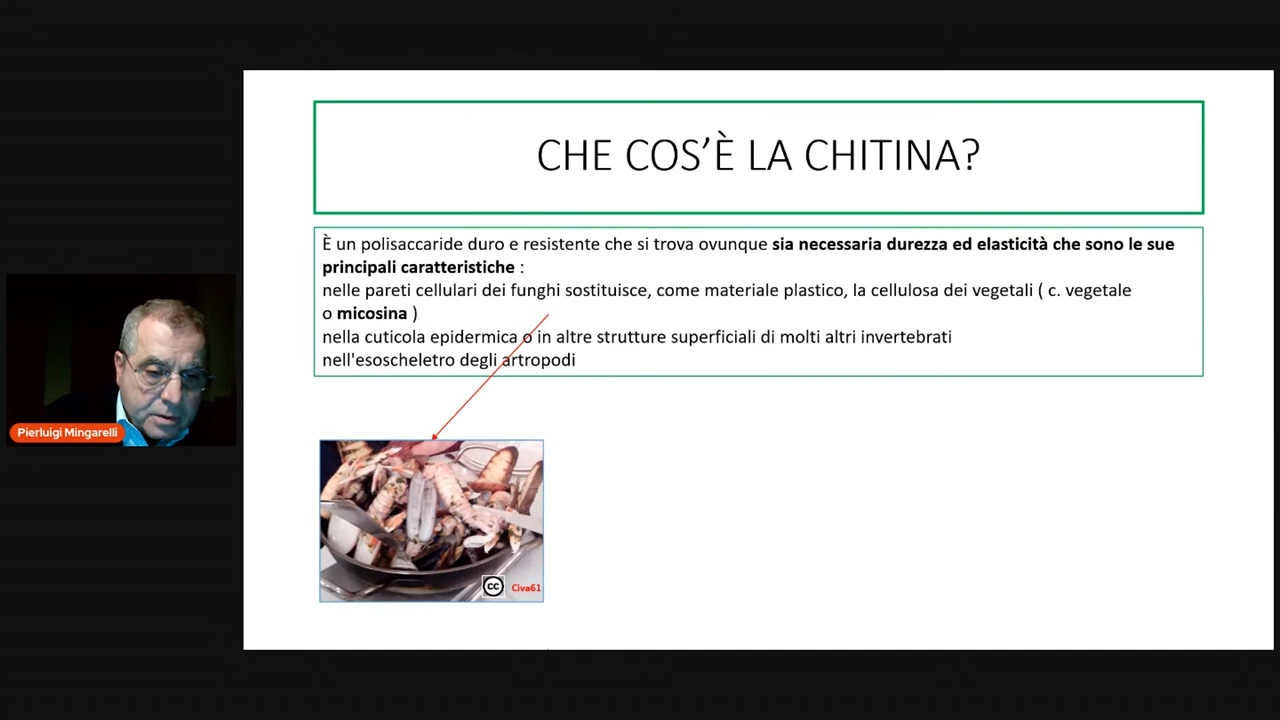 CHE COS’È LA CHITINA?
È un polisaccaride duro e resistente che si trova ovunque sia necessaria durezza ed elasticità che sono le sue
principali caratteristiche :
nelle pareti cellulari dei funghi sostituisce, come materiale plastico, la cellulosa dei vegetali ( c. vegetale
o micosina )
nella cuticola epidermica o in altre strutture superficiali di molti altri invertebrati
nell'esoscheletro degli artropodi
Pierluigi Mingarelli
cc Civa61